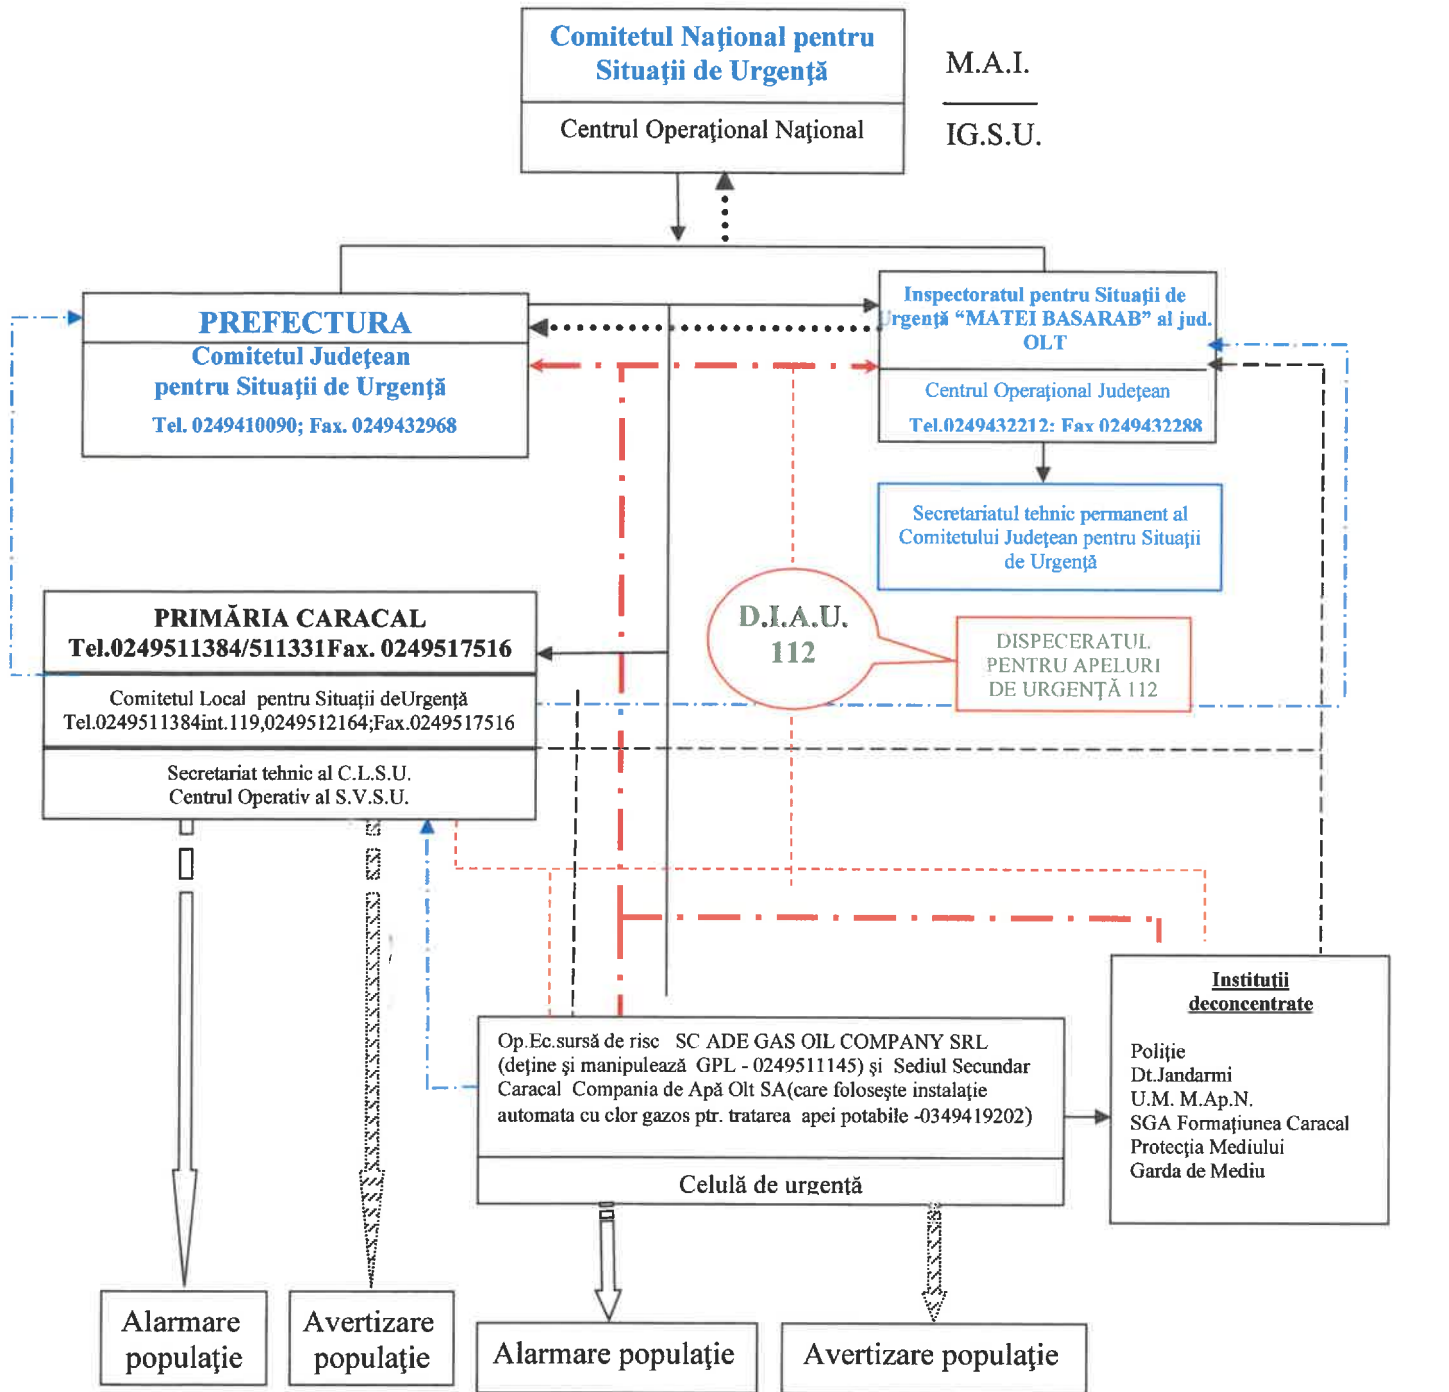 Comitetul Naţional pentru
Situaţii de Urgenţă
Centrul Operaţional Naţional
M.A.I.
IG.S.U.
PREFECTURA
Comitetul Judeţean
pentru Situaţii de Urgenţă
Tel. 0249410090; Fax. 0249432968
Inspectoratul pentru Situaţii de
Urgenţă “MATEI BASARAB” al jud.
OLT
Centrul Operaţional Judeţean
Tel.0249432212: Fax 0249432288
Secretariatul tehnic permanent al
Comitetului Judeţean pentru Situaţii
de Urgenţă
PRIMĂRIA CARACAL
Tel.0249511384/511331Fax. 0249517516
Comitetul Local pentru Situaţii deUrgenţă
Tel.0249511384int.119,0249512164;Fax.0249517516
Secretariat tehnic al C.L.S.U.
Centrul Operativ al S.V.S.U.
D.I.A.U.
112
DISPECERATUL
PENTRU APELURI
DE URGENŢĂ 112
Op.Ec.sursă de risc SC ADE GAS OIL COMPANY SRL
(deţine şi manipulează GPL - 0249511145) şi Sediul Secundar
Caracal Compania de Apă Olt SA(care foloseşte instalaţie
automata cu clor gazos ptr. tratarea apei potabile -0349419202)
Celulă de urgenţă
Instituţii
deconcentrate
Poliţie
Dt.Jandarmi
U.M. M.Ap.N.
SGA Formaţiunea Caracal
Protecţia Mediului
Garda de Mediu
Alarmare
populaţie
Avertizare
populaţie
Alarmare populaţie
Avertizare populaţie